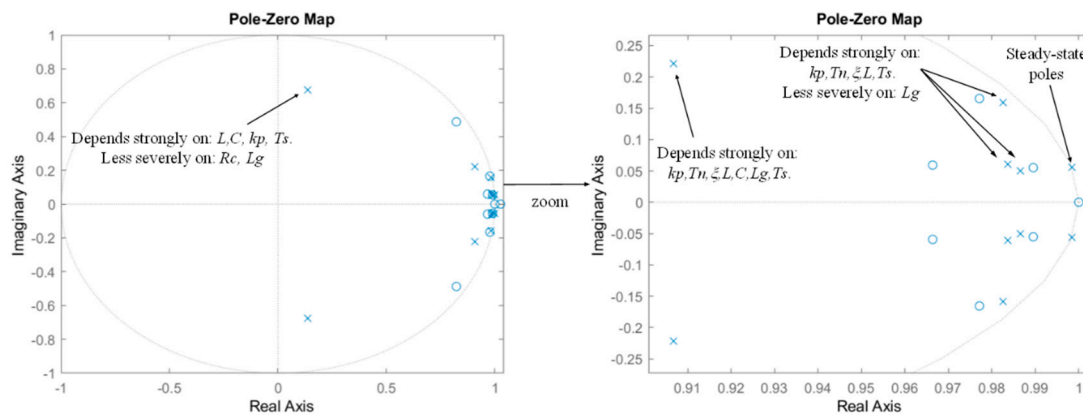 Pole-Zero Map
1
0.8
0.6
0.4
0.2
0
-0.2
-0.4
-0.6
-0.8
-1
Imaginary Axis
-1
-0.5
0
0.5
1
Real Axis
Depends strongly on: L,C, kp, Ts.
Less severely on: Rc, Lg
zoom
Pole-Zero Map
0.25
0.2
0.15
0.1
0.05
0
-0.05
-0.1
-0.15
-0.2
-0.25
Imaginary Axis
0.91
0.92
0.93
0.94
0.95
0.96
0.97
0.98
0.99
1
Real Axis
Depends strongly on:
kp,Tn,ξ,L,Ts.
Less severely on: Lg
Steady-state
poles
Depends strongly on:
kp,Tn,ξ,L,C,Lg,Ts.